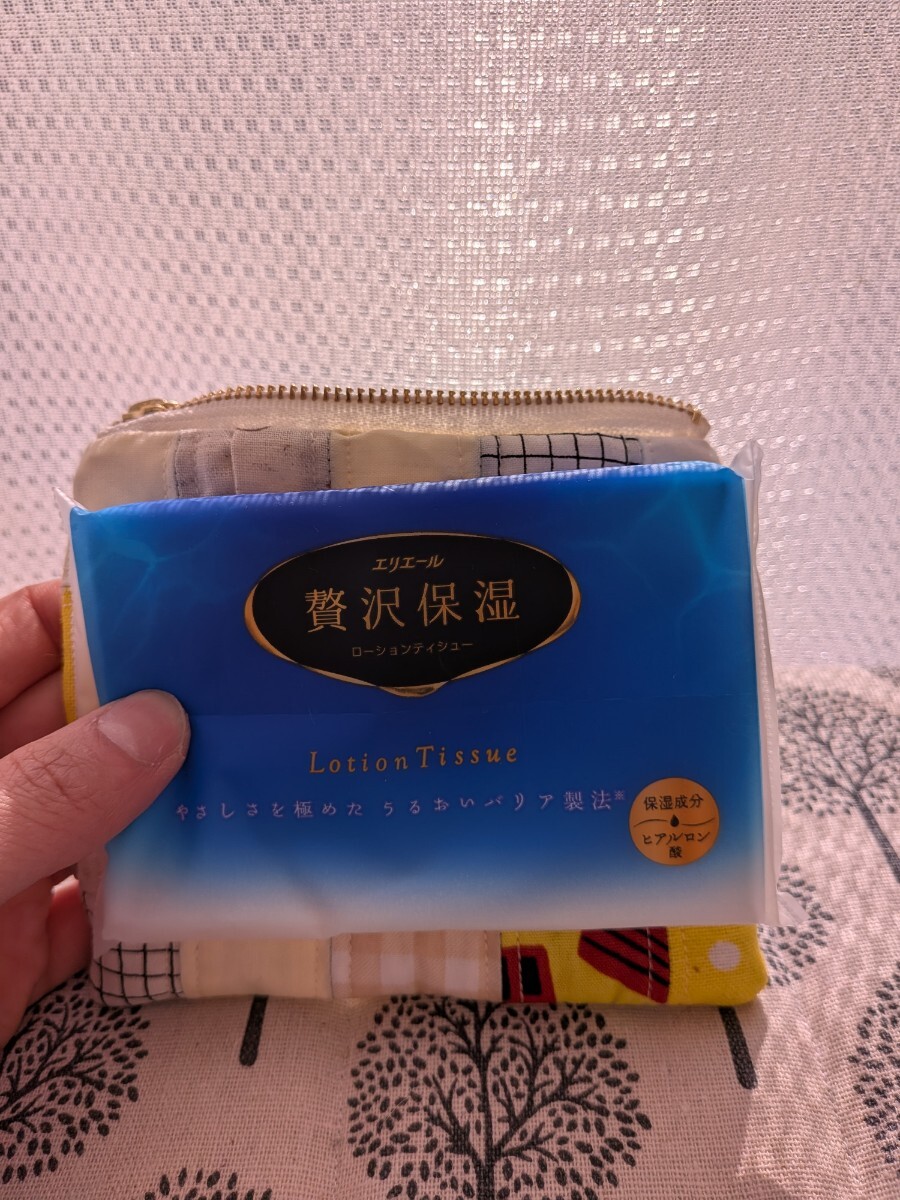 エリエール
贅沢保湿
ローションティシュー
Lotion Tissue
やさしさを極めた うるおいバリア製法※
保湿成分
ヒアルロン
酸